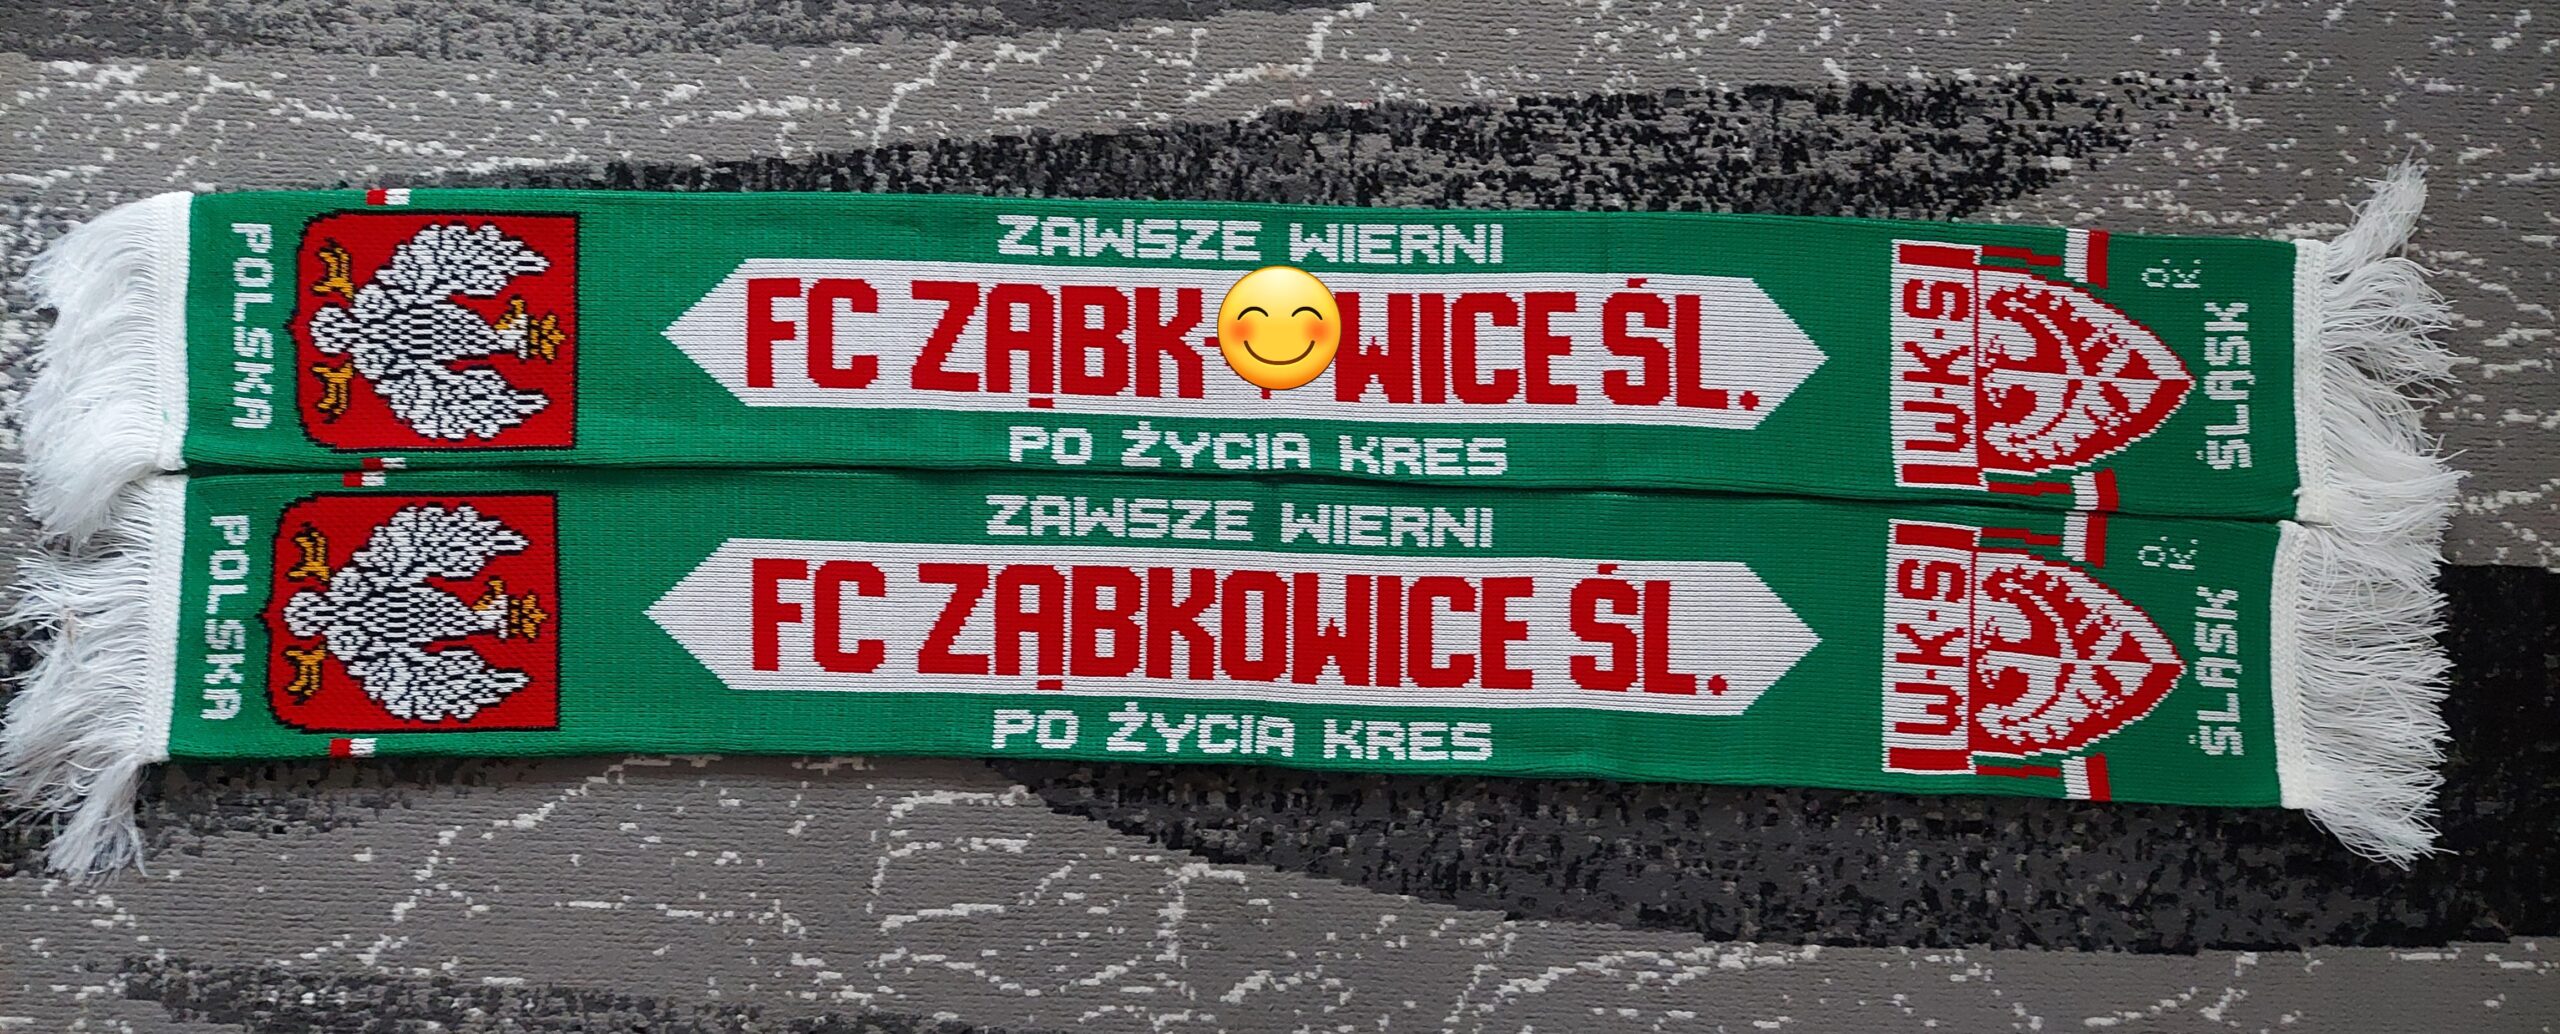 POLSKA
ZAWSZE WIERNI
FC ZĄBK😊WICE ŚL.
PO ŻYCIA KRES
W·K·S
O.K.
ŚLĄSK
POLSKA
ZAWSZE WIERNI
FC ZĄBKOWICE ŚL.
PO ŻYCIA KRES
W·K·S
O.K.
ŚLĄSK